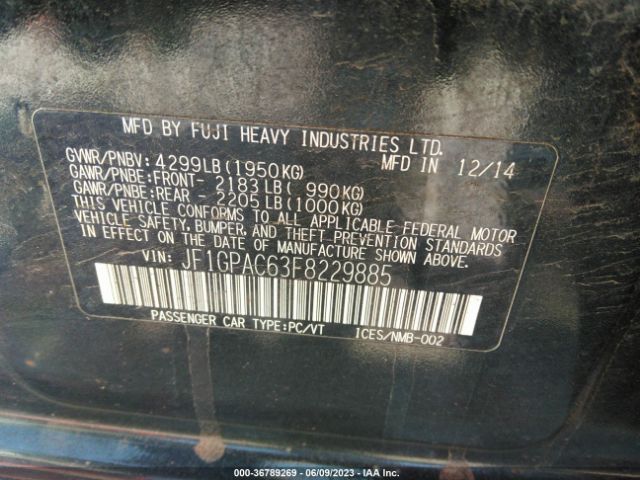 MFD BY FUJI HEAVY INDUSTRIES LTD.
GVWR/PNBV: 4299LB(1950KG) MFD IN 12/14
GAWR/PNBE:FRONT- 2183LB( 990KG)
GAWR/PNBE:REAR - 2205LB(1000KG)
THIS VEHICLE CONFORMS TO ALL APPLICABLE FEDERAL MOTOR
VEHICLE SAFETY, BUMPER, AND THEFT PREVENTION STANDARDS
IN EFFECT ON THE DATE OF MANUFACTURE SHOWN ABOVE.
VIN: JF1GPAC63F8229885
PASSENGER CAR TYPE:PC/VT ICES/NMB-002
000-36789269 - 06/09/2023 - IAA Inc.